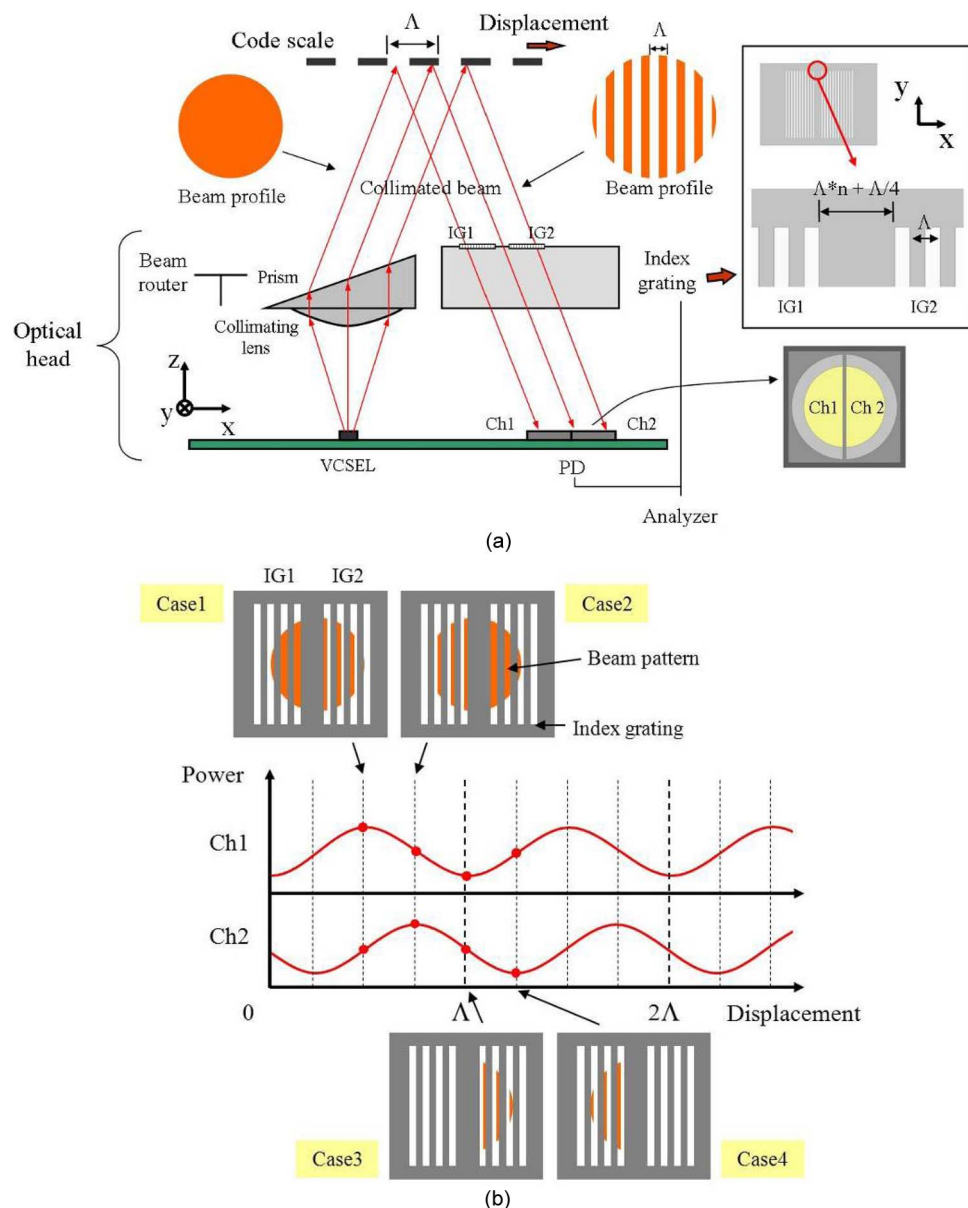 Code scale
Λ
Displacement
Λ
Beam profile
Collimated beam
Beam profile
y
x
Λ*n + Λ/4
Λ
IG1
IG2
IG1
IG2
Beam
router
Prism
Collimating
lens
Index
grating
Optical
head
z
y
x
VCSEL
Ch1
Ch2
PD
Ch1
Ch 2
Analyzer
(a)
IG1
IG2
Case1
Case2
Beam pattern
Index grating
Power
Ch1
Ch2
0
Λ
2Λ
Displacement
Case3
Case4
(b)